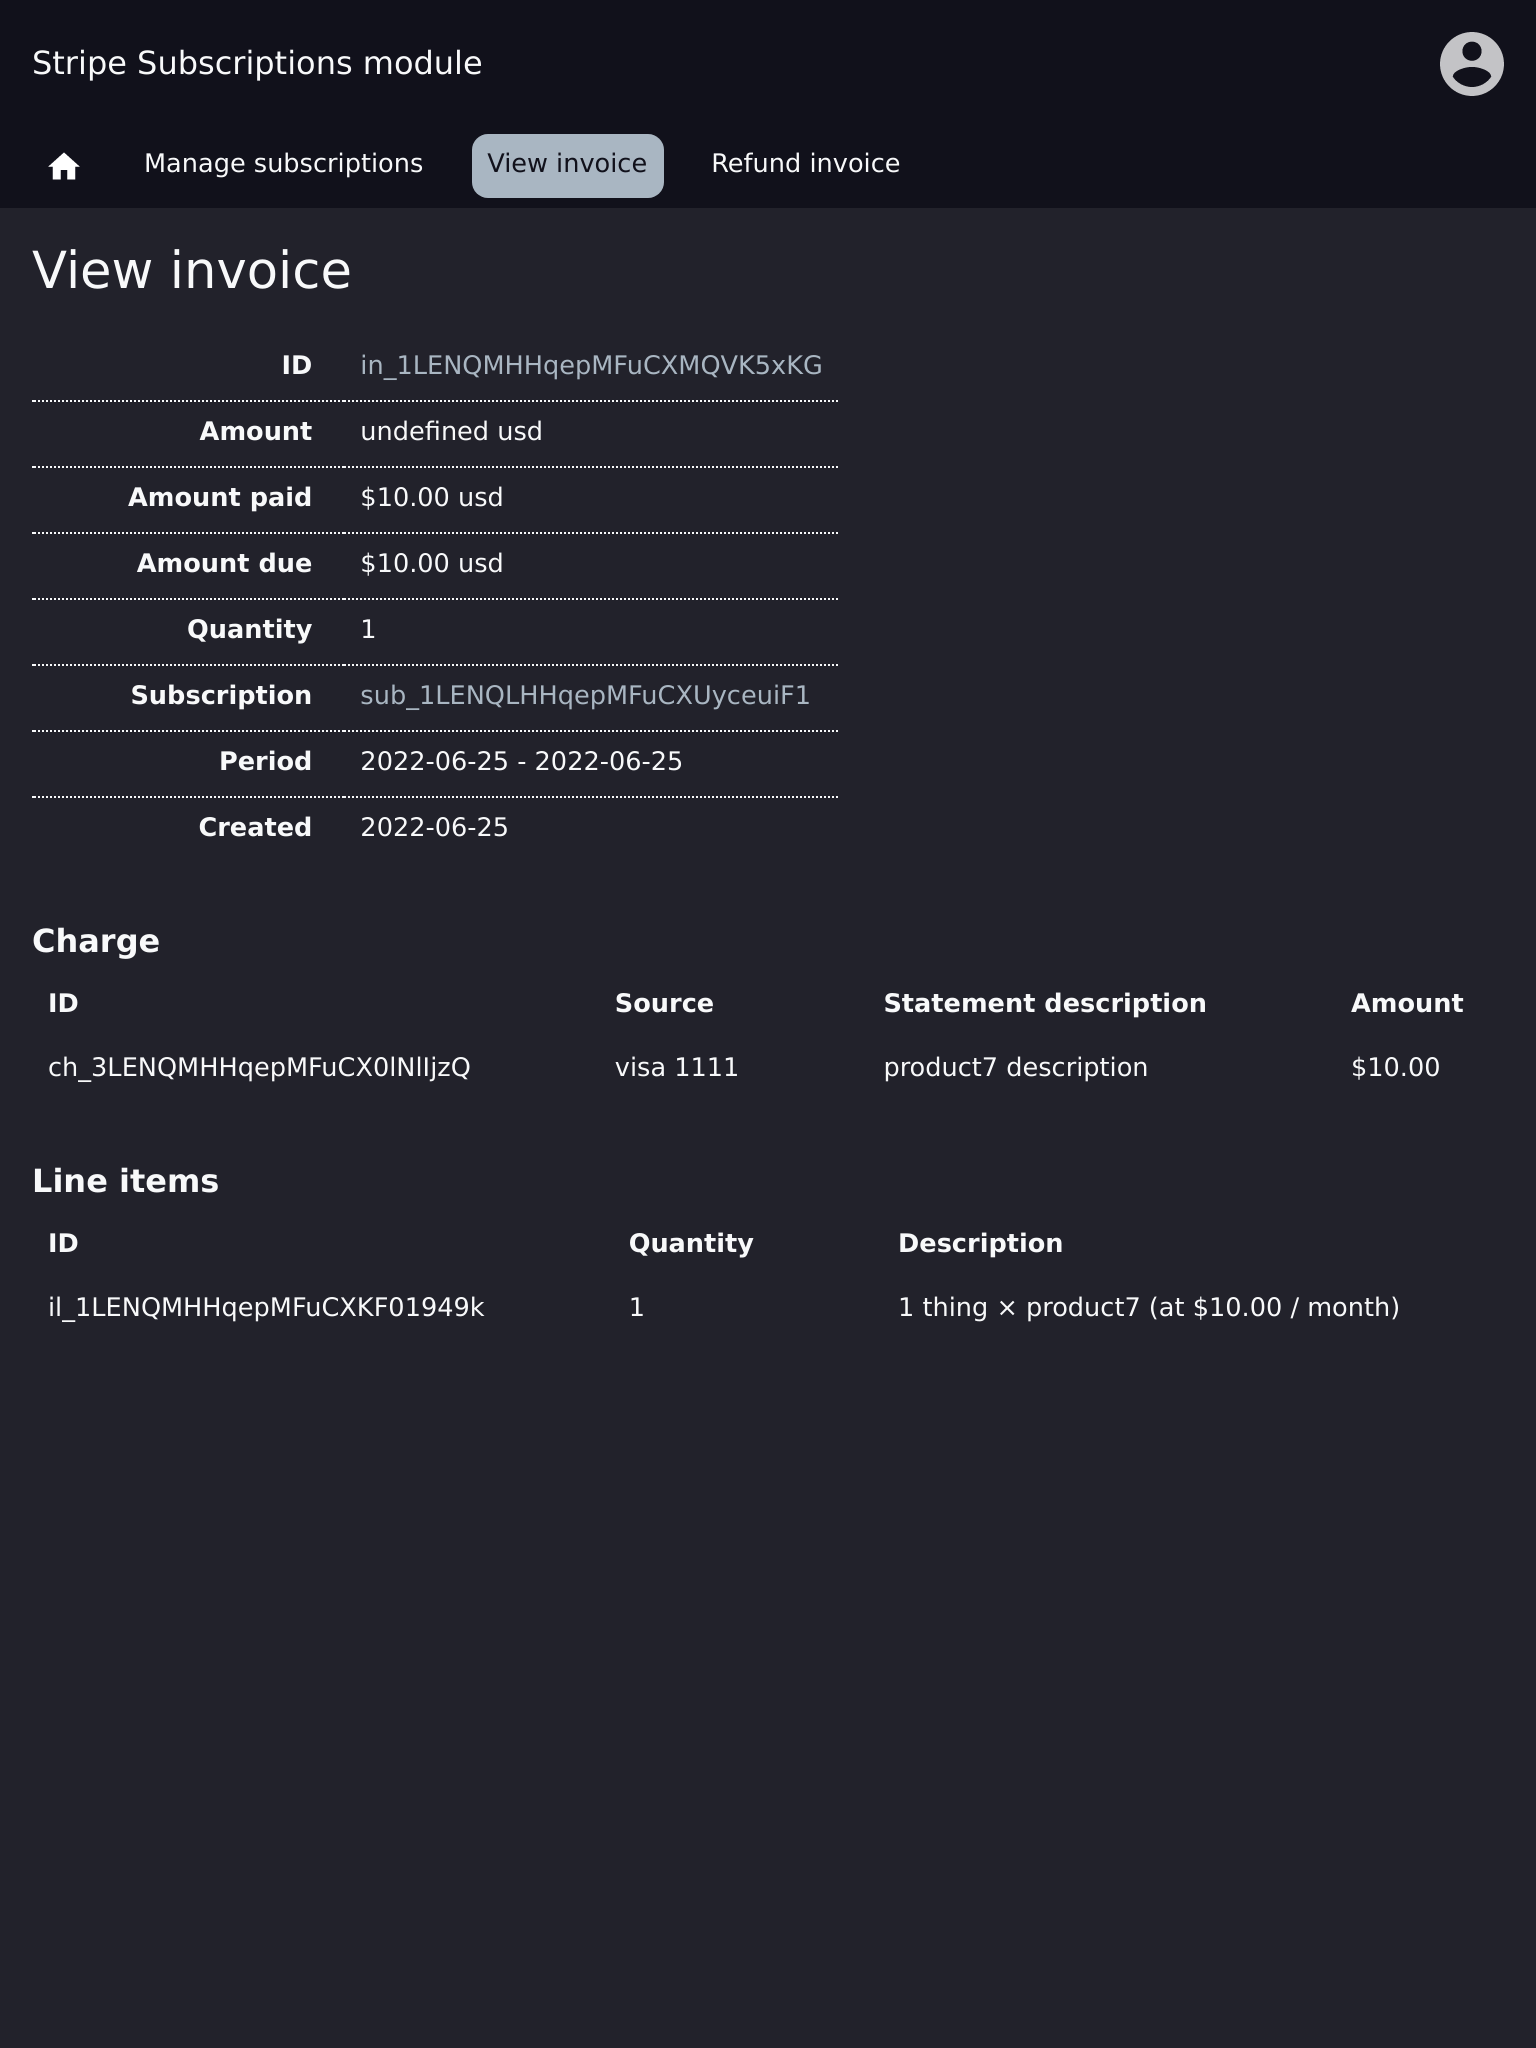 Stripe Subscriptions module
Manage subscriptions View invoice Refund invoice
View invoice
ID in_1LENQMHHqepMFuCXMQVK5xKG
Amount undefined usd
Amount paid $10.00 usd
Amount due $10.00 usd
Quantity 1
Subscription sub_1LENQLHHqepMFuCXUyceuiF1
Period 2022-06-25 - 2022-06-25
Created 2022-06-25
Charge
ID Source Statement description Amount
ch_3LENQMHHqepMFuCX0lNlIjzQ visa 1111 product7 description $10.00
Line items
ID Quantity Description
il_1LENQMHHqepMFuCXKF01949k 1 1 thing × product7 (at $10.00 / month)